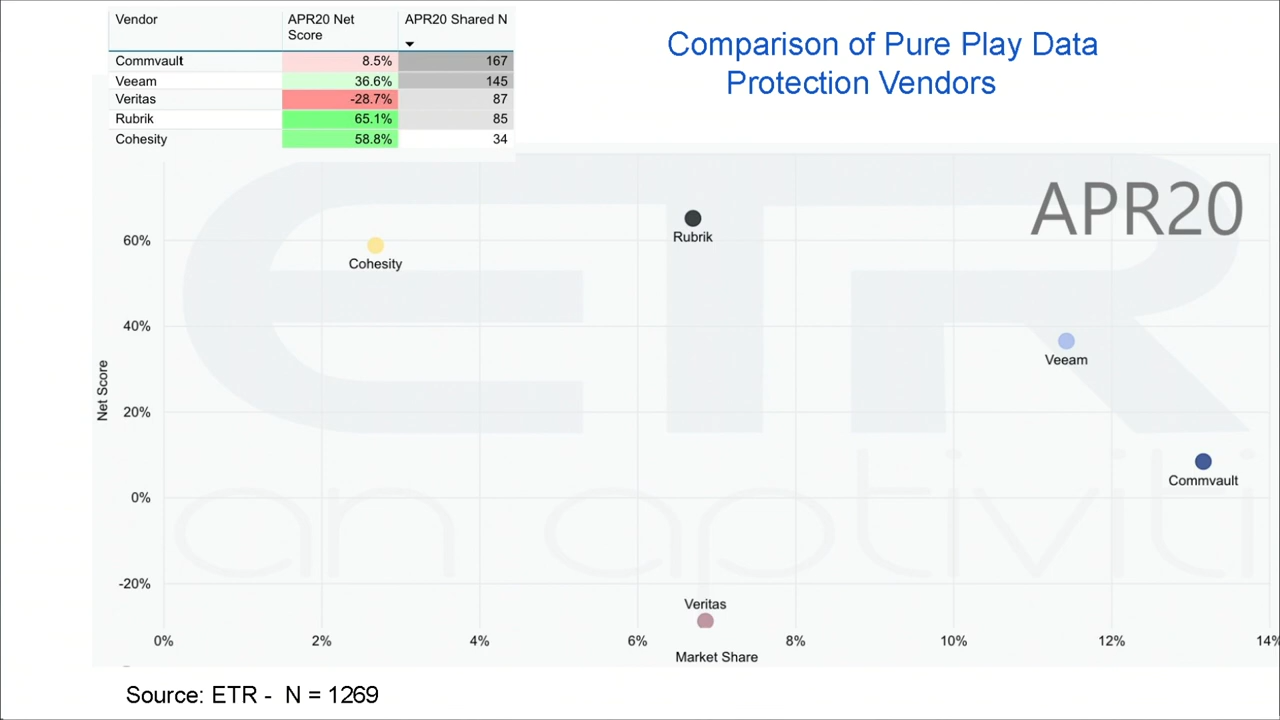 Comparison of Pure Play Data
Protection Vendors
Vendor APR20 Net Score APR20 Shared N
Commvault 8.5% 167
Veeam 36.6% 145
Veritas -28.7% 87
Rubrik 65.1% 85
Cohesity 58.8% 34
APR20
ETR
an aptiviti
Net Score
60%
40%
20%
0%
-20%
Rubrik
Cohesity
Veeam
Commvault
Veritas
0% 2% 4% 6% 8% 10% 12% 14%
Market Share
Source: ETR - N = 1269